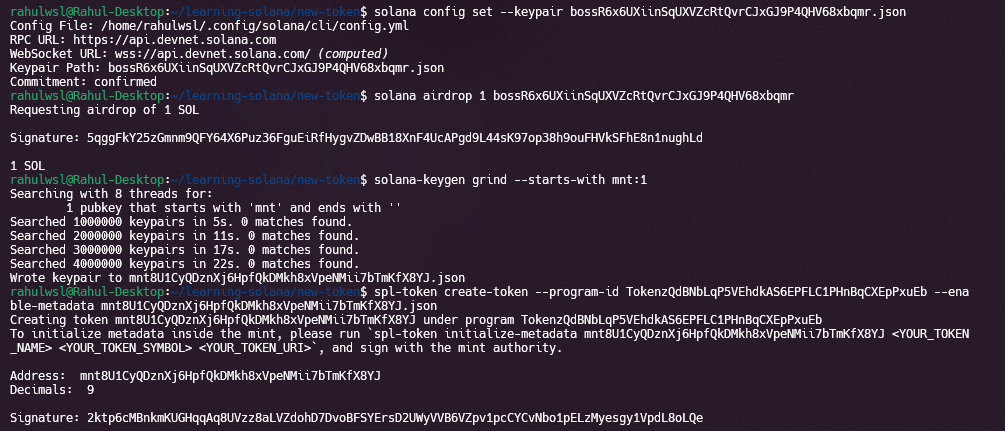 rahulwsl@Rahul-Desktop:~/learning-solana/new-token$ solana config set --keypair bossR6x6UXiinSqUXVZcRtQvrCJxGJ9P4QHV68xbqmr.json
Config File: /home/rahulwsl/.config/solana/cli/config.yml
RPC URL: https://api.devnet.solana.com
WebSocket URL: wss://api.devnet.solana.com/ (computed)
Keypair Path: bossR6x6UXiinSqUXVZcRtQvrCJxGJ9P4QHV68xbqmr.json
Commitment: confirmed
rahulwsl@Rahul-Desktop:~/learning-solana/new-token$ solana airdrop 1 bossR6x6UXiinSqUXVZcRtQvrCJxGJ9P4QHV68xbqmr
Requesting airdrop of 1 SOL
Signature: 5qggFkY25zGmnm9QFY64X6Puz36FguEiRfHygvZDwBB18XnF4UcAPgd9L44sK97op38h9ouFHVkSFhE8n1nughLd
1 SOL
rahulwsl@Rahul-Desktop:~/learning-solana/new-token$ solana-keygen grind --starts-with mnt:1
Searching with 8 threads for:
1 pubkey that starts with 'mnt' and ends with ''
Searched 1000000 keypairs in 5s. 0 matches found.
Searched 2000000 keypairs in 11s. 0 matches found.
Searched 3000000 keypairs in 17s. 0 matches found.
Searched 4000000 keypairs in 22s. 0 matches found.
Wrote keypair to mnt8U1CyQDznXj6HpfQkDMkh8xVpeNMii7bTmKfX8YJ.json
rahulwsl@Rahul-Desktop:~/learning-solana/new-token$ spl-token create-token --program-id TokenzQdBNbLqP5VEhdkAS6EPFLC1PHnBqCXEpPxuEb --ena
ble-metadata mnt8U1CyQDznXj6HpfQkDMkh8xVpeNMii7bTmKfX8YJ.json
Creating token mnt8U1CyQDznXj6HpfQkDMkh8xVpeNMii7bTmKfX8YJ under program TokenzQdBNbLqP5VEhdkAS6EPFLC1PHnBqCXEpPxuEb
To initialize metadata inside the mint, please run `spl-token initialize-metadata mnt8U1CyQDznXj6HpfQkDMkh8xVpeNMii7bTmKfX8YJ <YOUR_TOKEN
_NAME> <YOUR_TOKEN_SYMBOL> <YOUR_TOKEN_URI>`, and sign with the mint authority.
Address:  mnt8U1CyQDznXj6HpfQkDMkh8xVpeNMii7bTmKfX8YJ
Decimals:  9
Signature: 2ktp6cMBnkmKUGHqqAq8UVzz8aLVZdohD7DvoBFSYErsD2UWyVVB6VZpv1pcCYCvNbo1pELzMyesgy1VpdL8oLQe